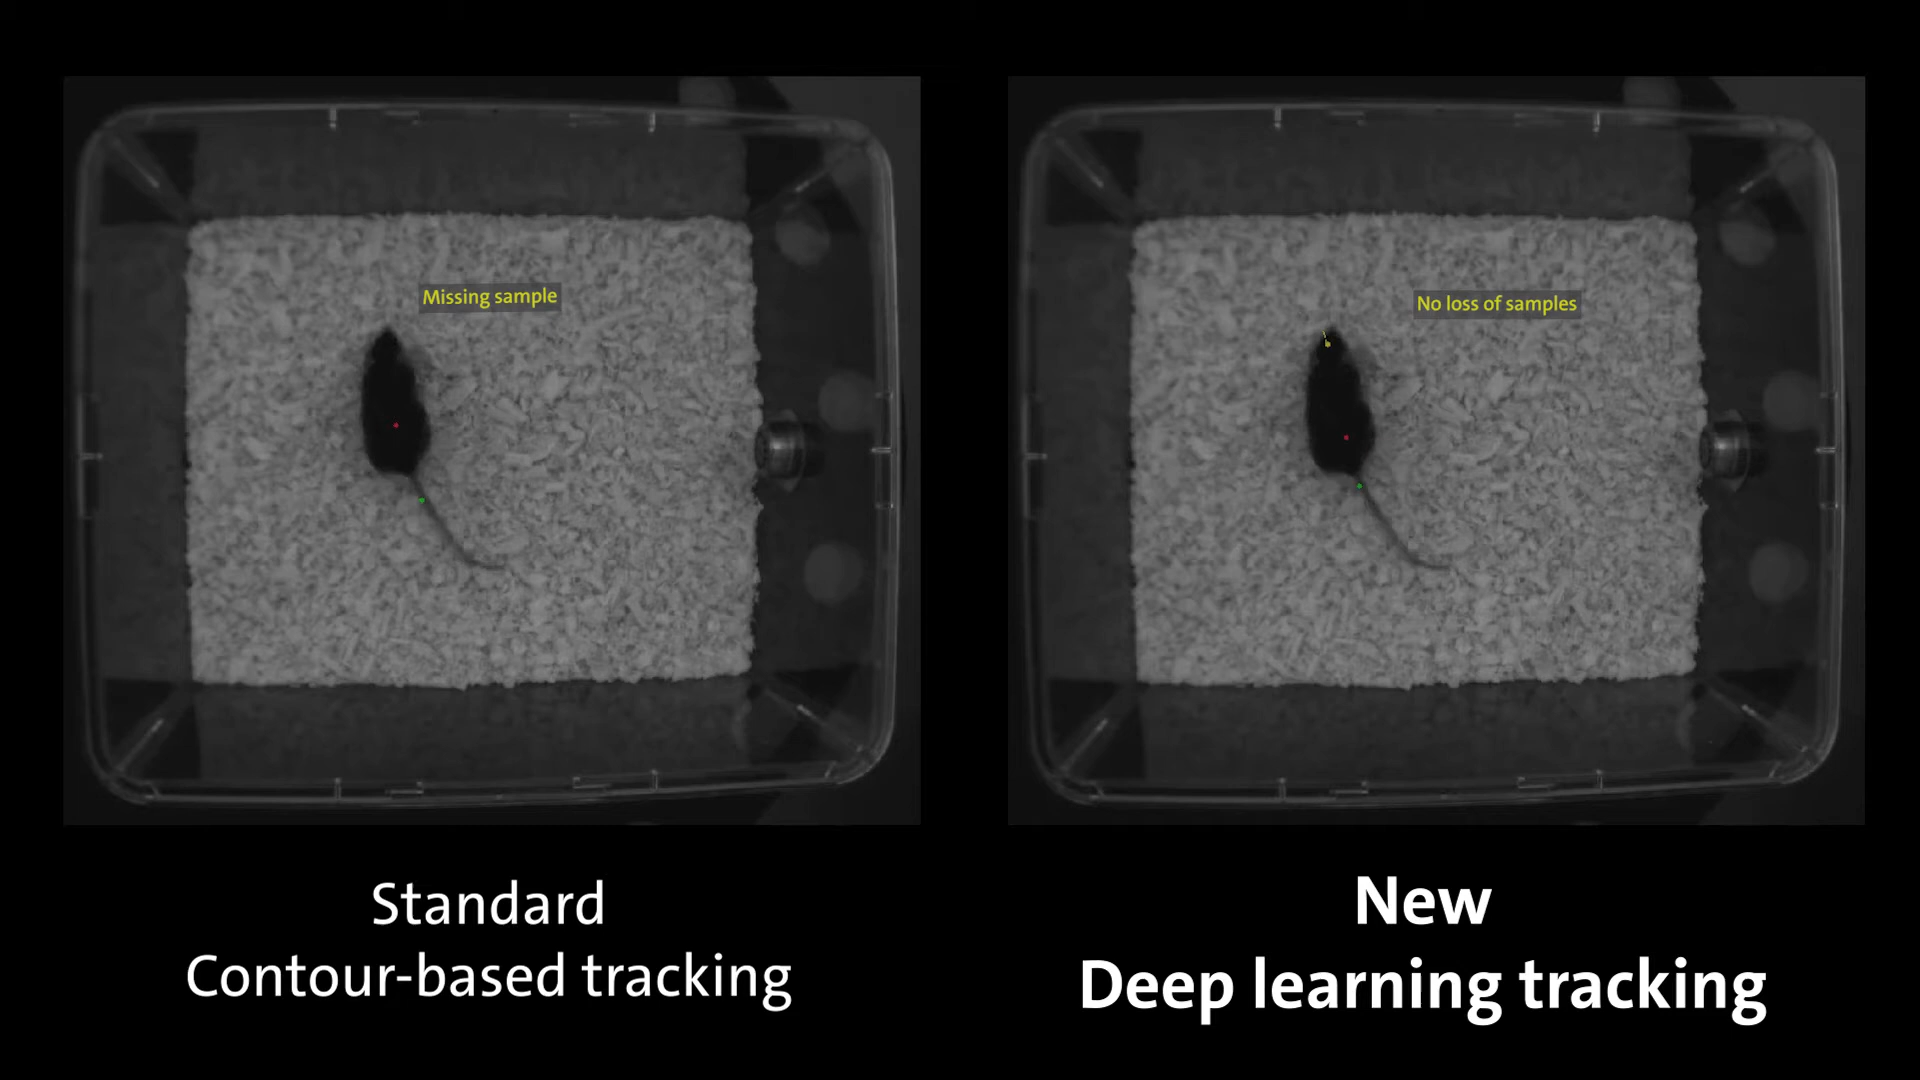 Missing sample
No loss of samples
Standard
Contour-based tracking
New
Deep learning tracking